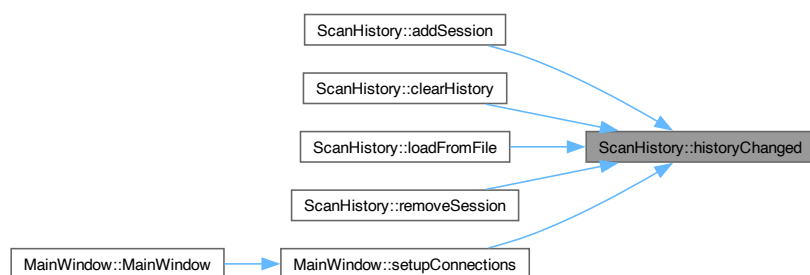 ScanHistory::addSession
ScanHistory::clearHistory
ScanHistory::loadFromFile
ScanHistory::historyChanged
ScanHistory::removeSession
MainWindow::MainWindow
MainWindow::setupConnections